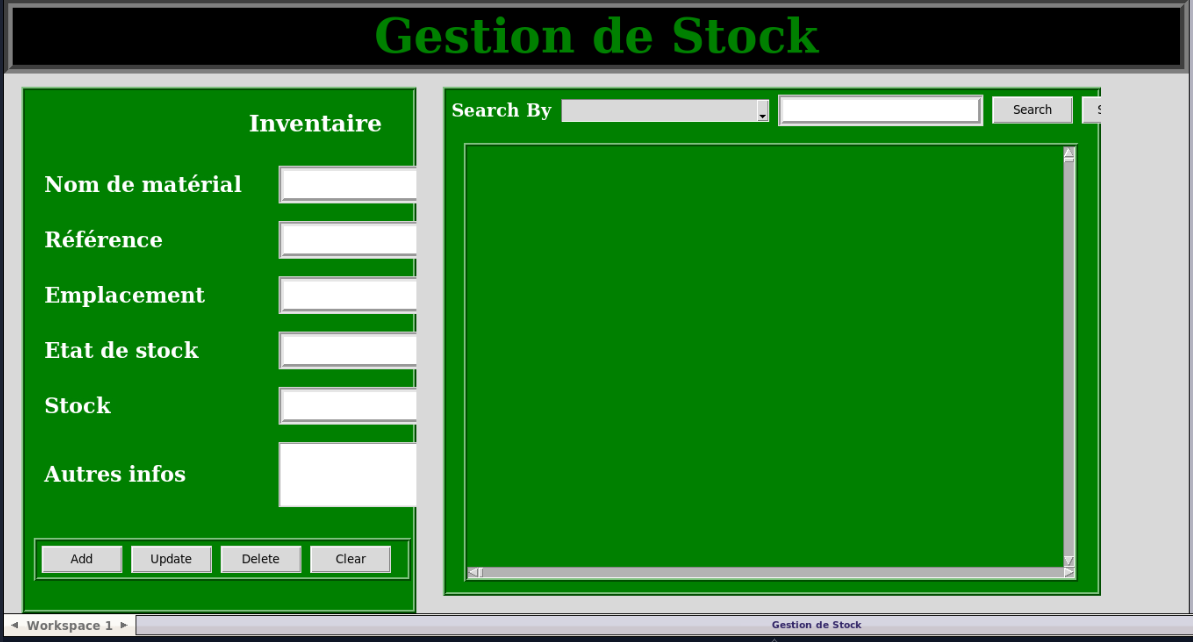 Gestion de Stock
Inventaire
Nom de matérial
Référence
Emplacement
Etat de stock
Stock
Autres infos
Add Update Delete Clear
Search By Search
Workspace 1 Gestion de Stock